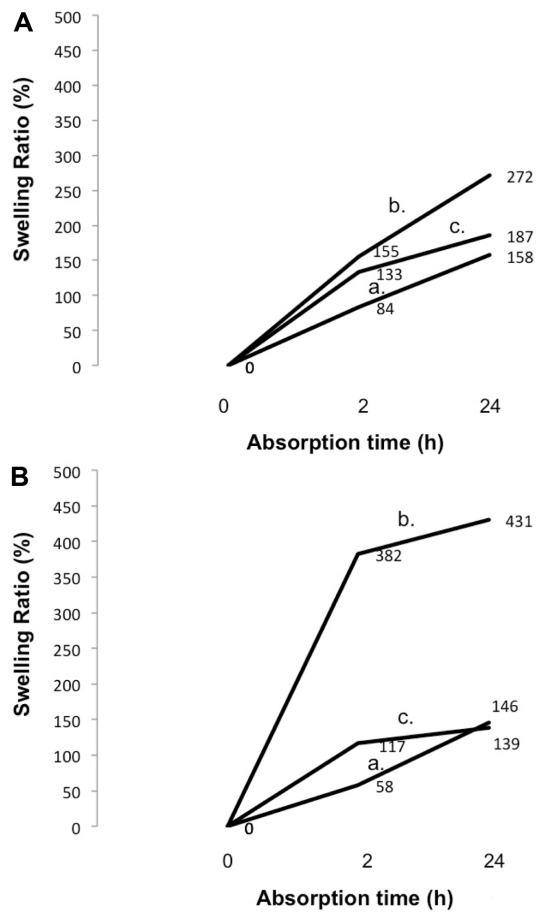 A
Swelling Ratio (%)
500
450
400
350
300
250
200
150
100
50
0
b.
c.
a.
272
187
158
155
133
84
0
0 2 24
Absorption time (h)
B
Swelling Ratio (%)
500
450
400
350
300
250
200
150
100
50
0
b.
431
382
146
c.
139
117
a.
58
0
0 2 24
Absorption time (h)